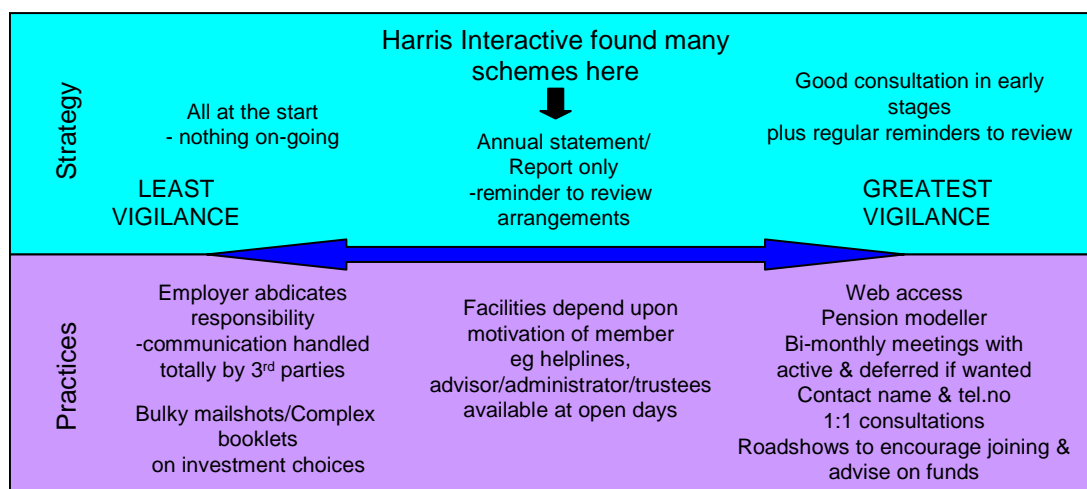 Harris Interactive found many
schemes here
Strategy
All at the start
- nothing on-going
LEAST
VIGILANCE
Annual statement/
Report only
-reminder to review
arrangements
Good consultation in early
stages
plus regular reminders to review
GREATEST
VIGILANCE
Practices
Employer abdicates
responsibility
-communication handled
totally by 3rd parties
Bulky mailshots/Complex
booklets
on investment choices
Facilities depend upon
motivation of member
eg helplines,
advisor/administrator/trustees
available at open days
Web access
Pension modeller
Bi-monthly meetings with
active & deferred if wanted
Contact name & tel.no
1:1 consultations
Roadshows to encourage joining &
advise on funds